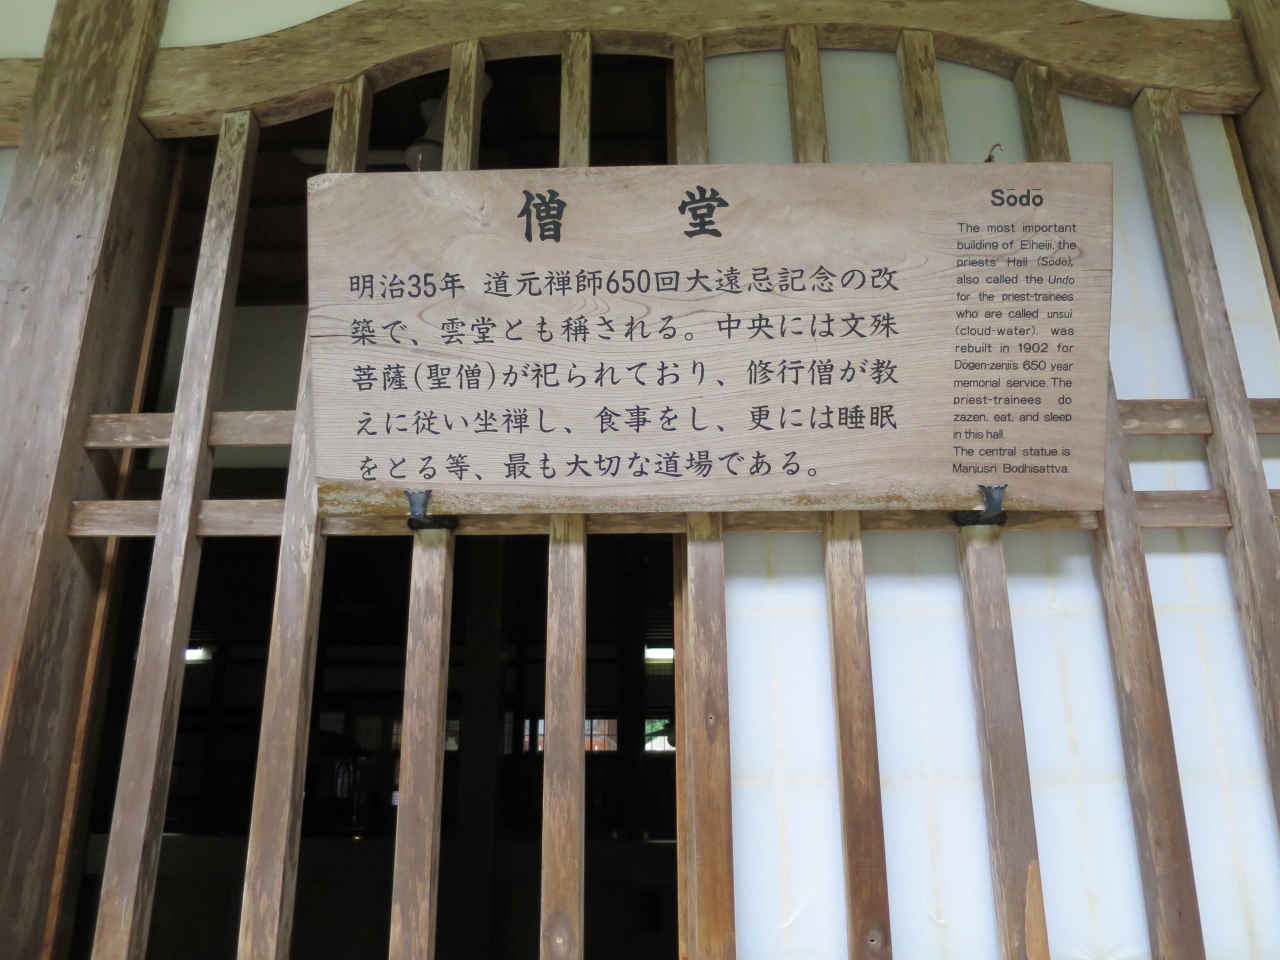 僧堂
明治35年 道元禅師650回大遠忌記念の改
築で、雲堂とも稱される。中央には文殊
菩薩(聖僧)が祀られており、修行僧が教
えに従い坐禅し、食事をし、更には睡眠
をとる等、最も大切な道場である。
Sōdō
The most important
building of Eiheiji, the
priests' Hall (Sōdō),
also called the Undo
for the priest-trainees
who are called unsui
(cloud-water), was
rebuilt in 1902 for
Dōgen-zenjis 650 year
memorial service. The
priest-trainees do
zazen, eat, and sleep
in this hall.
The central statue is
Manjusri Bodhisattva.